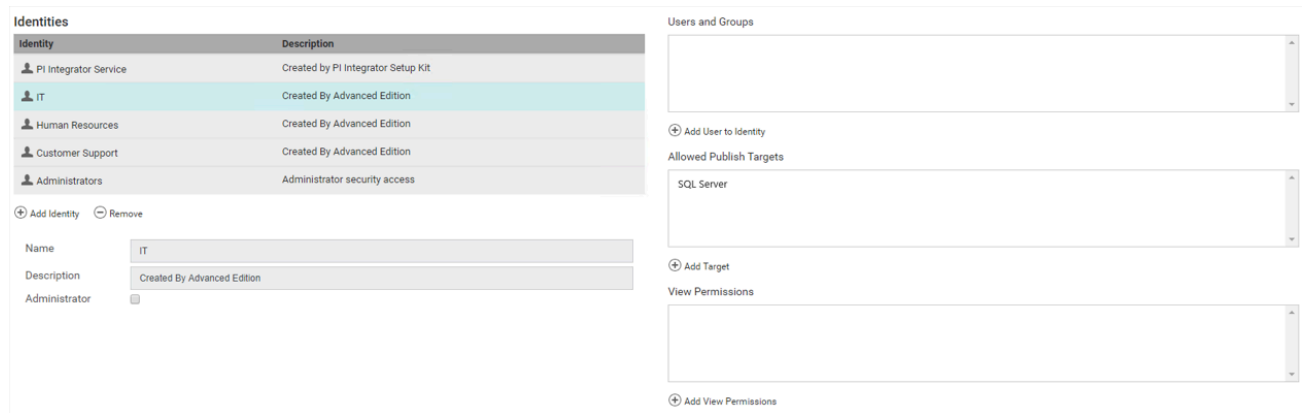 Identities
Identity Description
PI Integrator Service Created by PI Integrator Setup Kit
IT Created By Advanced Edition
Human Resources Created By Advanced Edition
Customer Support Created By Advanced Edition
Administrators Administrator security access
Add Identity Remove
Name IT
Description Created By Advanced Edition
Administrator
Users and Groups
Add User to Identity
Allowed Publish Targets
SQL Server
Add Target
View Permissions
Add View Permissions